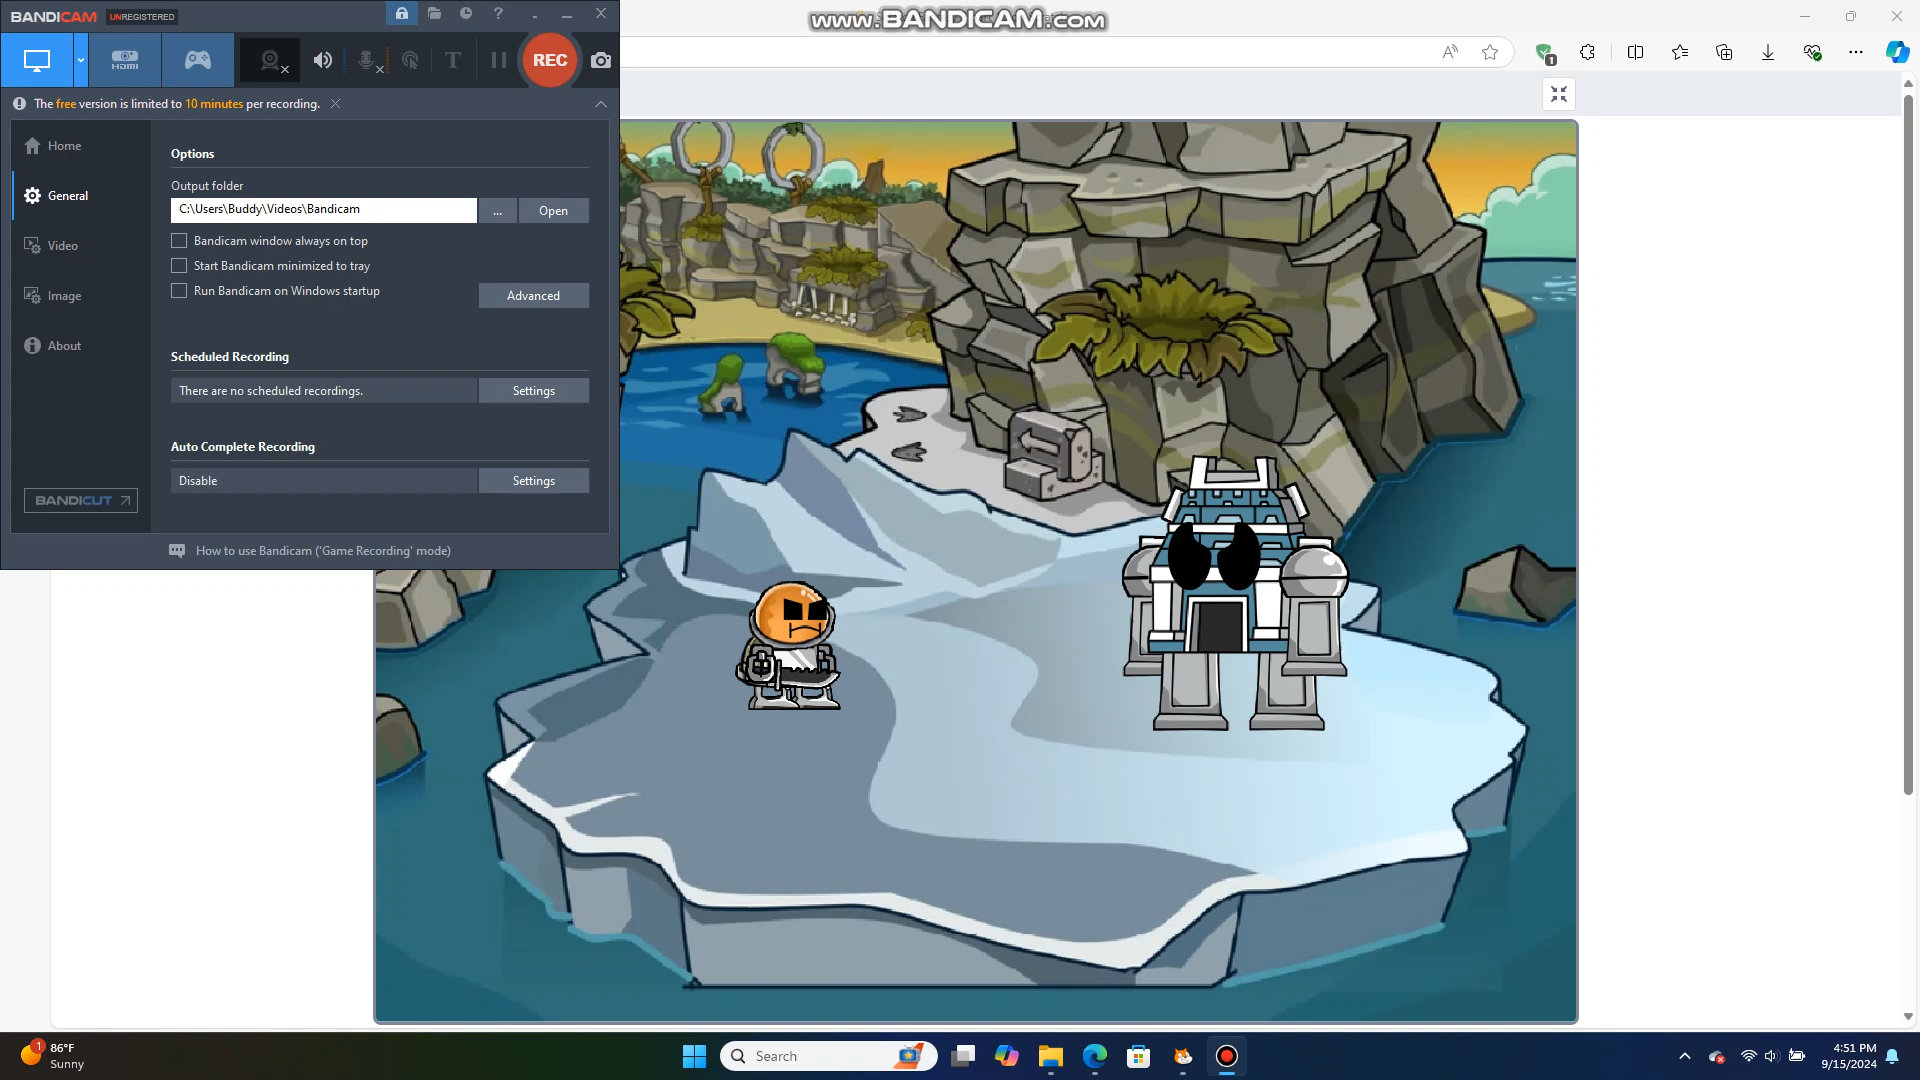 BANDICAM UNREGISTERED
www.BANDICAM.COM
HDMI
T
REC
1
The free version is limited to 10 minutes per recording.
Home
General
Video
Image
About
BANDICUT
Options
Output folder
C:\Users\Buddy\Videos\Bandicam
... Open
Bandicam window always on top
Start Bandicam minimized to tray
Run Bandicam on Windows startup
Advanced
Scheduled Recording
There are no scheduled recordings. Settings
Auto Complete Recording
Disable Settings
How to use Bandicam ('Game Recording' mode)
1
86°F
Sunny
Search
4:51 PM
9/15/2024